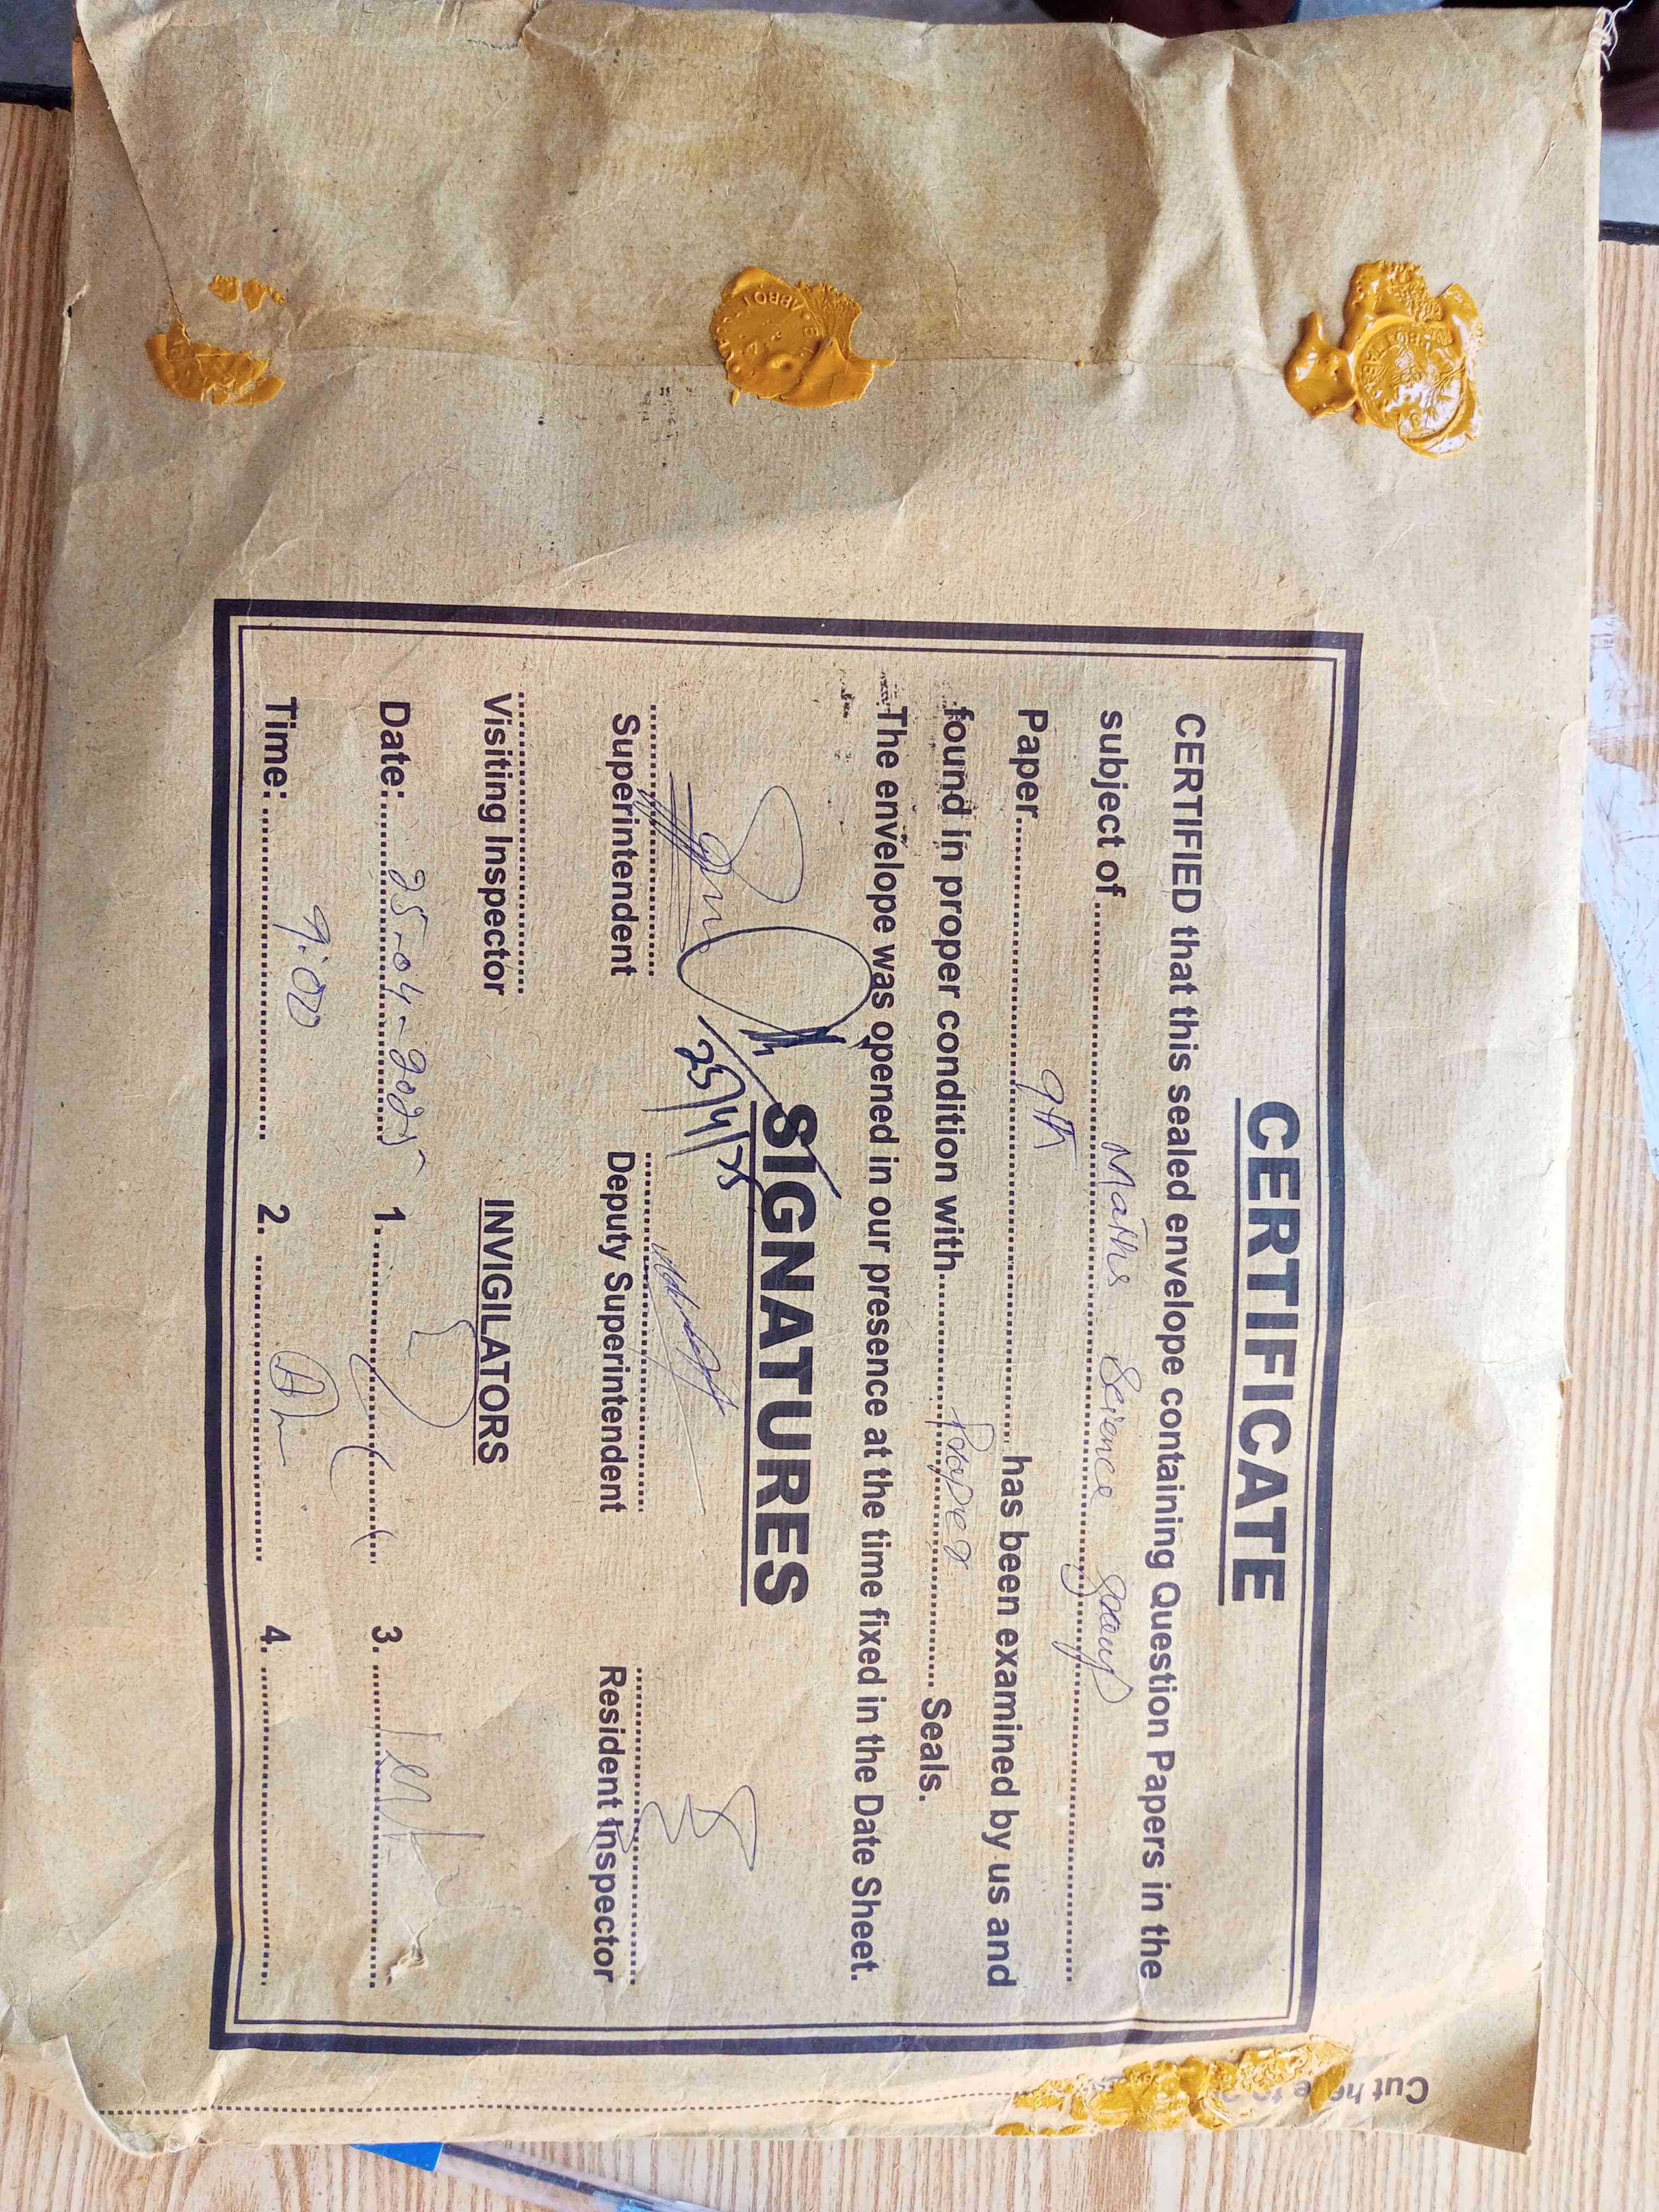 CERTIFICATE
CERTIFIED that this sealed envelope containing Question Papers in the
subject of Maths Science group
Paper 9th has been examined by us and
found in proper condition with Proper Seals.
The envelope was opened in our presence at the time fixed in the Date Sheet.
SIGNATURES
25/4/25
Superintendent Deputy Superintendent Resident Inspector
Visiting Inspector INVIGILATORS
Date: 25-04-2025 1. 3.
Time: 9:00 2. 4.
Cut